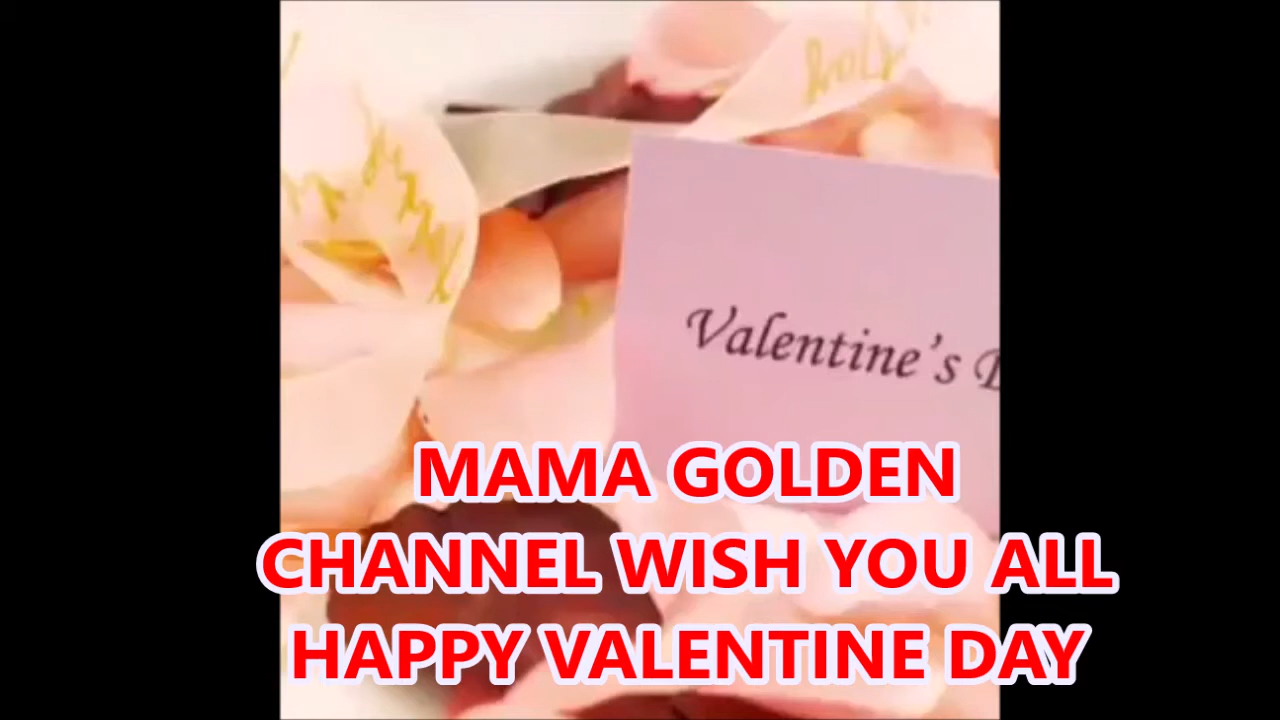 Valentine's
MAMA GOLDEN
CHANNEL WISH YOU ALL
HAPPY VALENTINE DAY